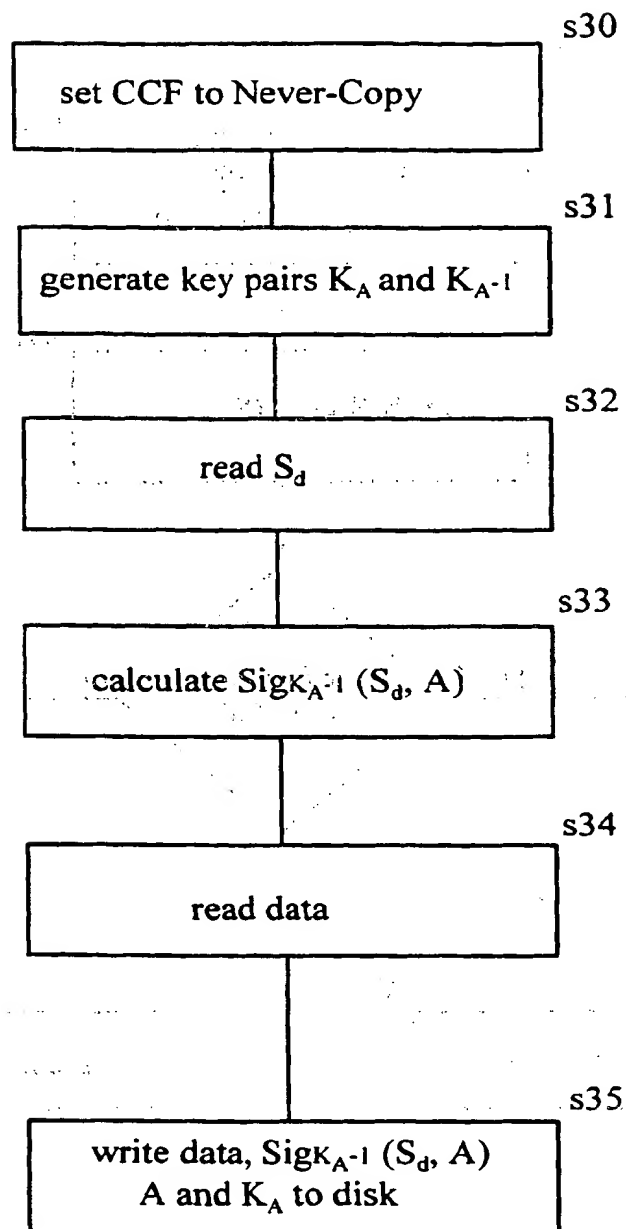 s30
set CCF to Never-Copy
s31
generate key pairs K_A and K_A-1
s32
read S_d
s33
calculate SigK_A-1 (S_d, A)
s34
read data
s35
write data, SigK_A-1 (S_d, A)
A and K_A to disk